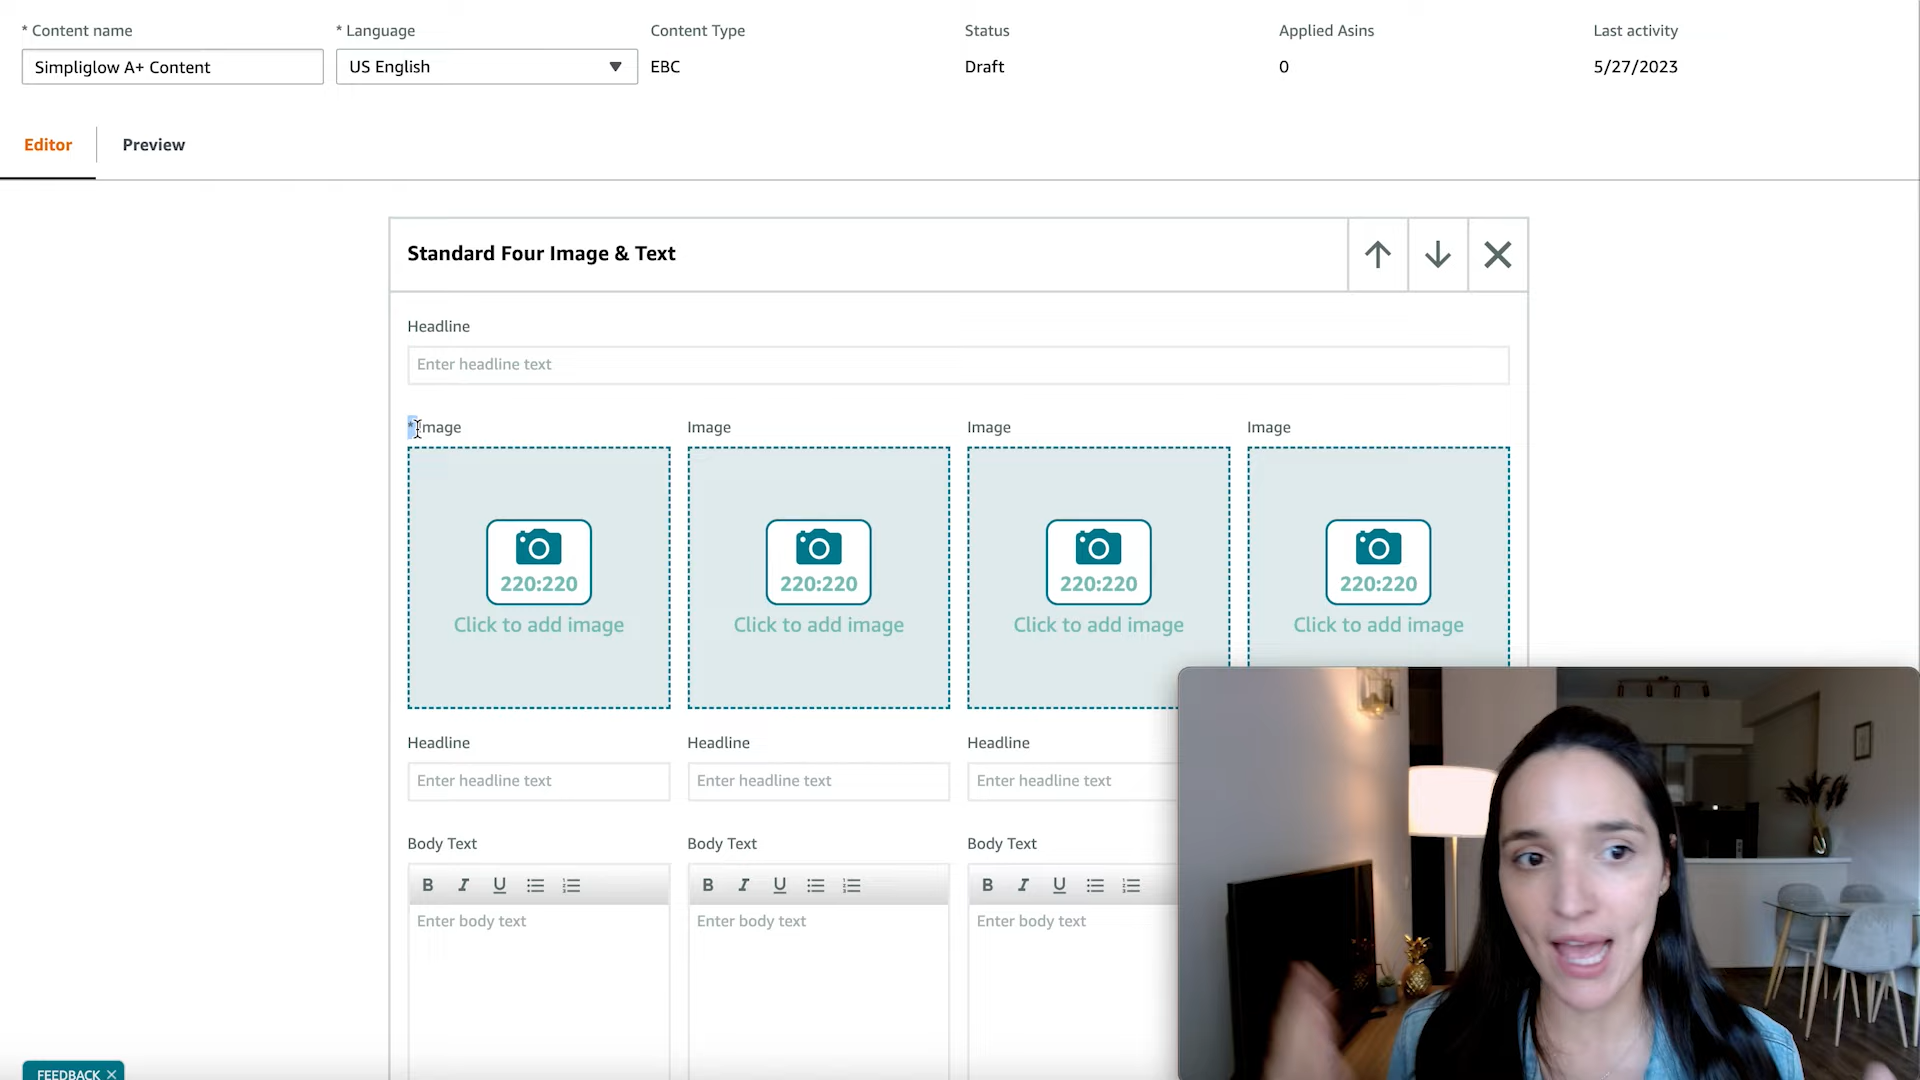 * Content name
* Language
Content Type
Status
Applied Asins
Last activity
Simpliglow A+ Content
US English
EBC
Draft
0
5/27/2023
Editor
Preview
Standard Four Image & Text
Headline
Enter headline text
* Image
Image
Image
Image
220:220
220:220
220:220
220:220
Click to add image
Click to add image
Click to add image
Click to add image
Headline
Headline
Headline
Enter headline text
Enter headline text
Enter headline text
Body Text
Body Text
Body Text
B I U
B I U
B I U
Enter body text
Enter body text
Enter body text
FEEDBACK